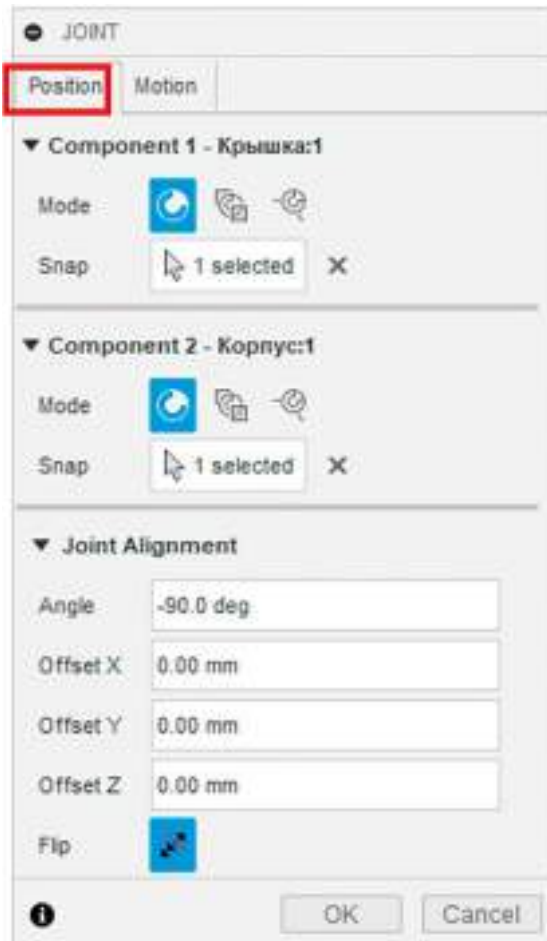 JOINT
Position Motion
Component 1 - Крышка:1
Mode
Snap 1 selected
Component 2 - Корпус:1
Mode
Snap 1 selected
Joint Alignment
Angle -90.0 deg
Offset X 0.00 mm
Offset Y 0.00 mm
Offset Z 0.00 mm
Flip
OK Cancel